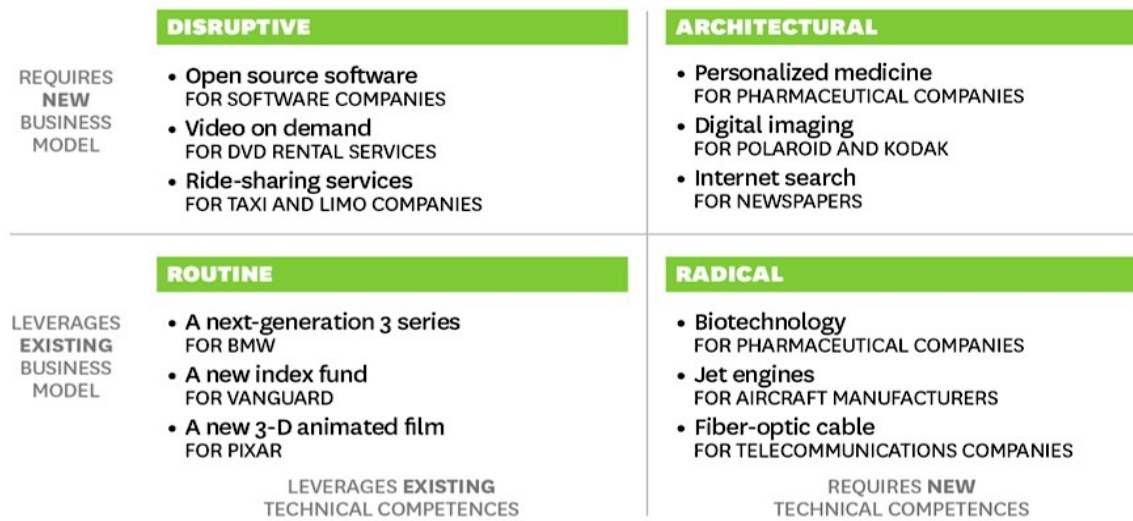 DISRUPTIVE
• Open source software
FOR SOFTWARE COMPANIES
• Video on demand
FOR DVD RENTAL SERVICES
• Ride-sharing services
FOR TAXI AND LIMO COMPANIES
ARCHITECTURAL
• Personalized medicine
FOR PHARMACEUTICAL COMPANIES
• Digital imaging
FOR POLAROID AND KODAK
• Internet search
FOR NEWSPAPERS
REQUIRES
NEW
BUSINESS
MODEL
ROUTINE
• A next-generation 3 series
FOR BMW
• A new index fund
FOR VANGUARD
• A new 3-D animated film
FOR PIXAR
RADICAL
• Biotechnology
FOR PHARMACEUTICAL COMPANIES
• Jet engines
FOR AIRCRAFT MANUFACTURERS
• Fiber-optic cable
FOR TELECOMMUNICATIONS COMPANIES
LEVERAGES
EXISTING
BUSINESS
MODEL
LEVERAGES EXISTING
TECHNICAL COMPETENCES
REQUIRES NEW
TECHNICAL COMPETENCES